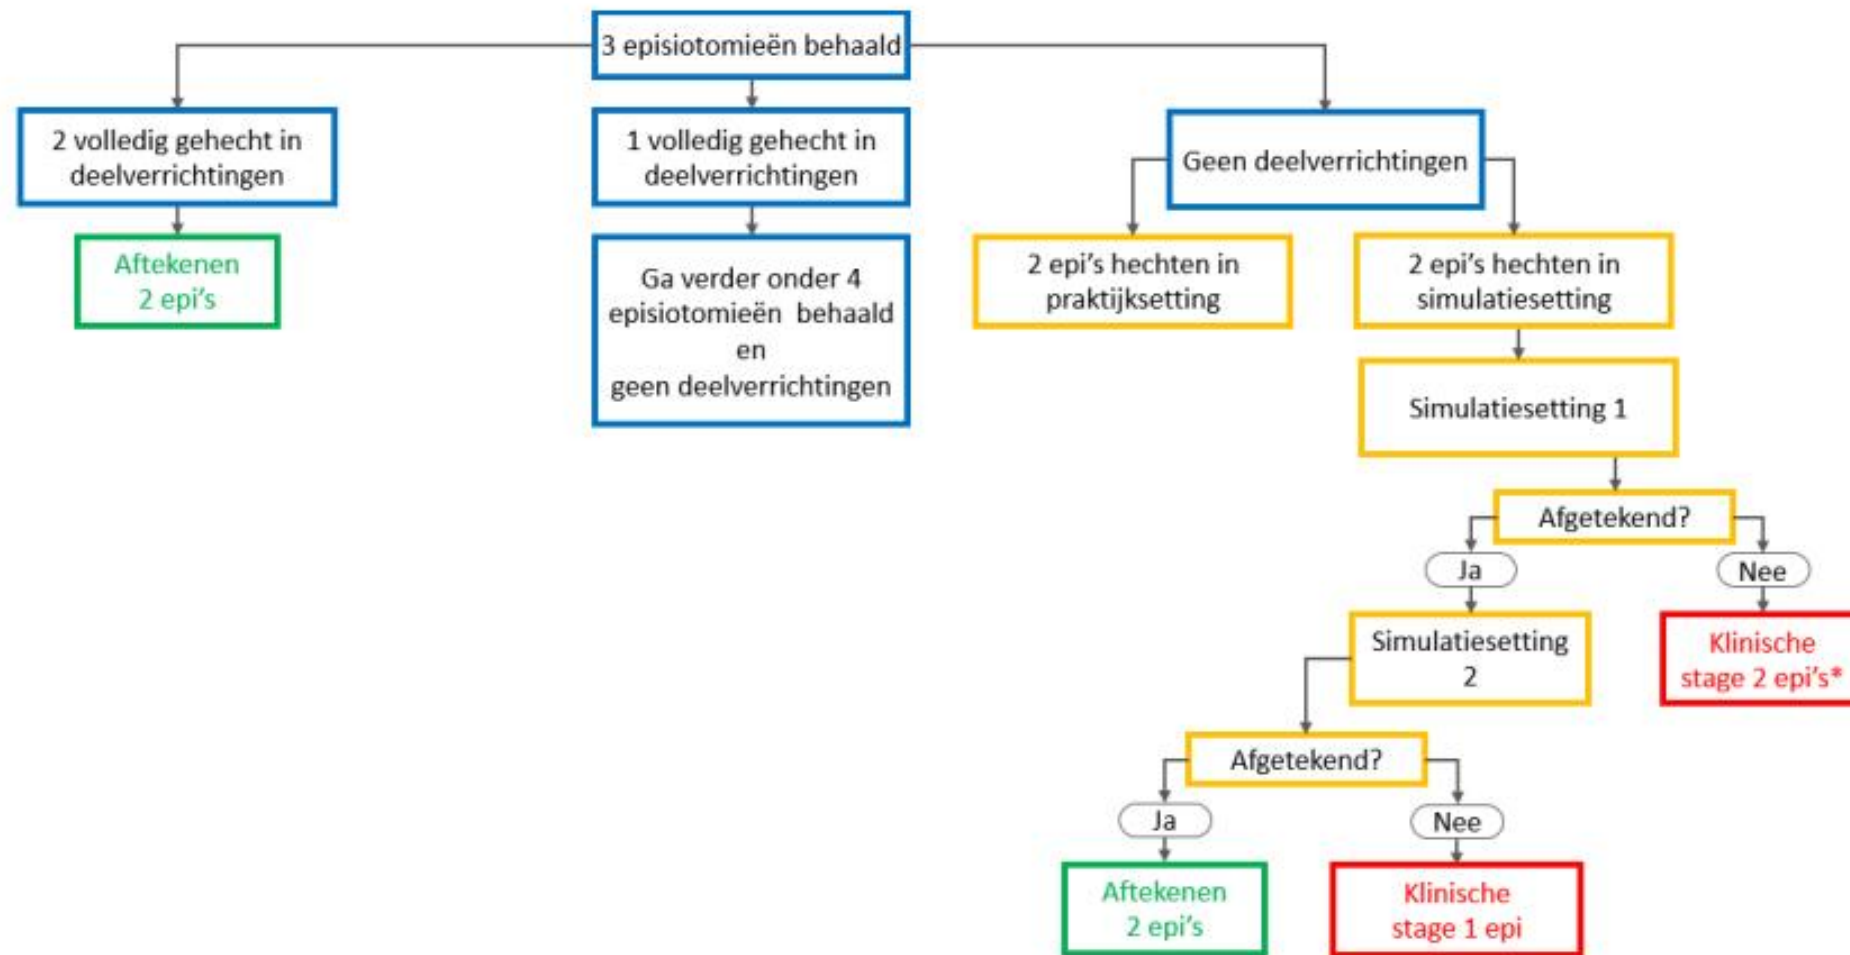 3 episiotomieën behaald
2 volledig gehecht in
deelverrichtingen
Aftekenen
2 epi's
1 volledig gehecht in
deelverrichtingen
Ga verder onder 4
episiotomieën behaald
en
geen deelverrichtingen
Geen deelverrichtingen
2 epi's hechten in
praktijksetting
2 epi's hechten in
simulatiesetting
Simulatiesetting 1
Afgetekend?
Ja
Nee
Simulatiesetting
2
Klinische
stage 2 epi's*
Afgetekend?
Ja
Nee
Aftekenen
2 epi's
Klinische
stage 1 epi